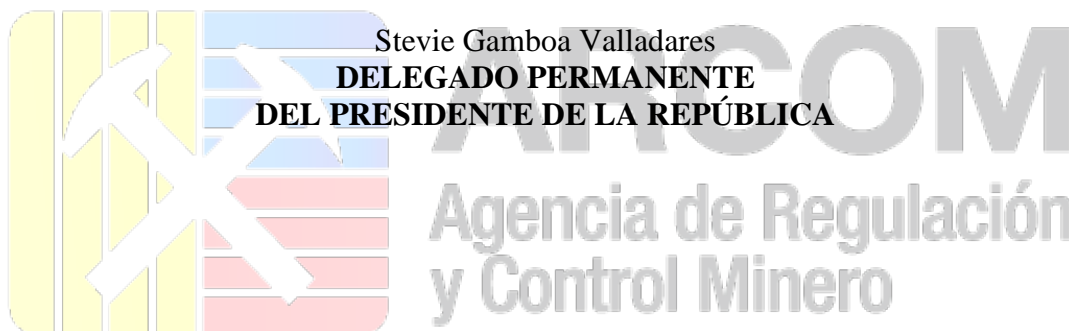 Stevie Gamboa Valladares
DELEGADO PERMANENTE
DEL PRESIDENTE DE LA REPÚBLICA
ARCOM
Agencia de Regulación
y Control Minero